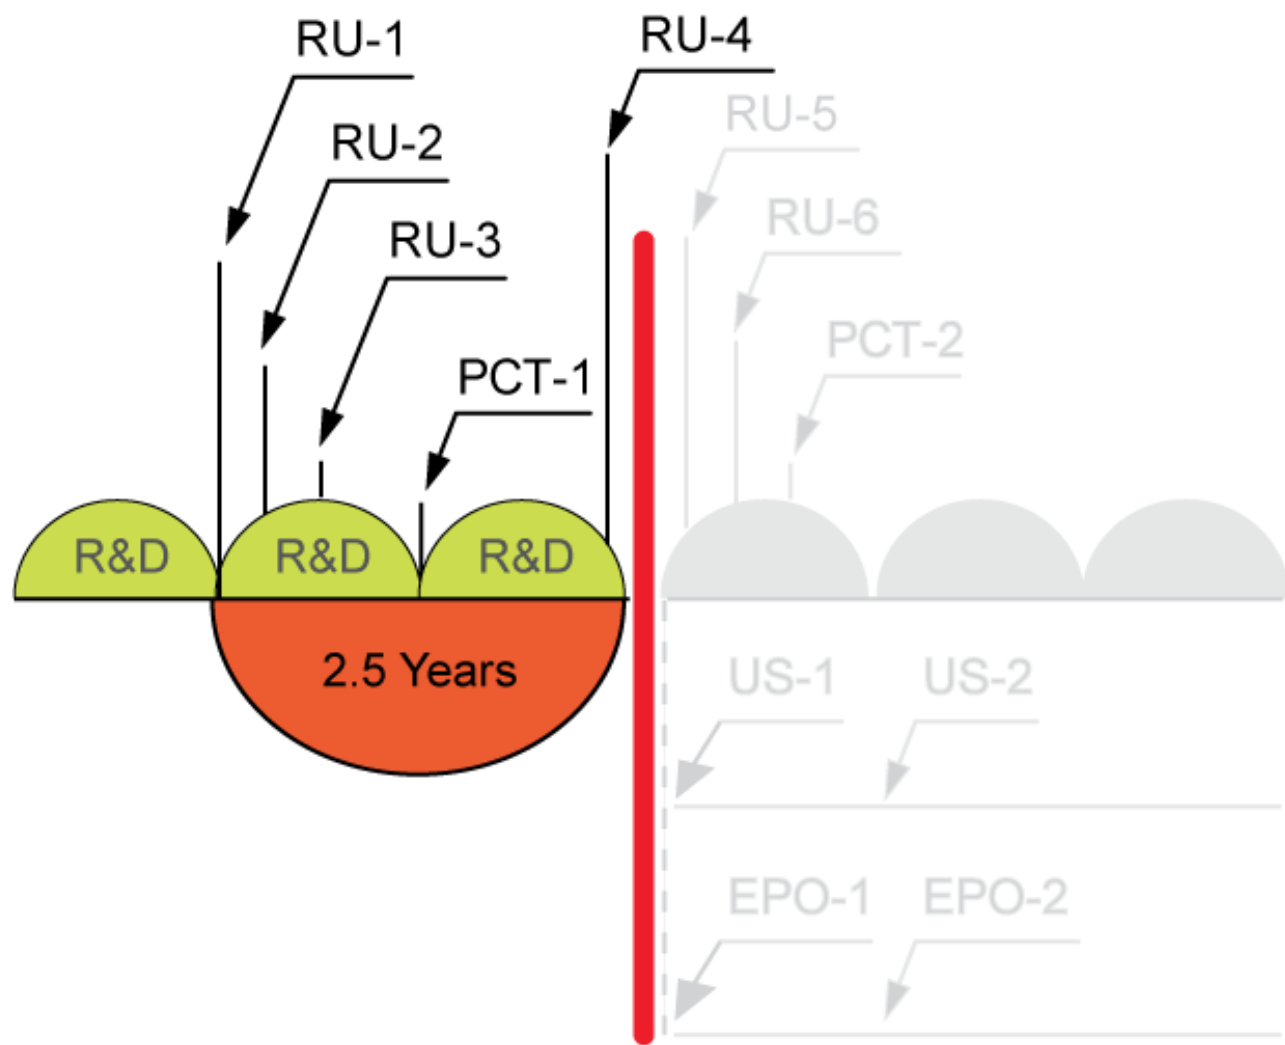 RU-1
RU-4
RU-5
RU-2
RU-6
RU-3
PCT-2
PCT-1
R&D R&D R&D
2.5 Years
US-1 US-2
EPO-1 EPO-2